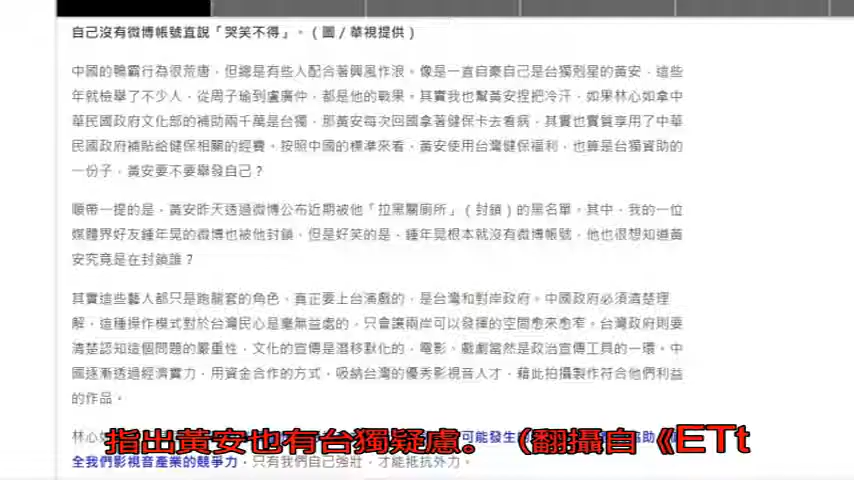 自己沒有微博帳號直說「哭笑不得」。(圖/華視提供)
中國的鴨霸行為很荒唐，但總是有些人配合著興風作浪。像是一直自豪自己是台獨剋星的黃安，這些
年就檢舉了不少人，從周子瑜到盧廣仲，都是他的戰果。其實我也幫黃安捏把冷汗，如果林心如拿中
華民國政府文化部的補助兩千萬是台獨，那黃安每次回國拿著健保卡去看病，其實也實質享用了中華
民國政府補貼給健保相關的經費。按照中國的標準來看，黃安使用台灣健保福利，也算是台獨資助的
一份子，黃安要不要舉發自己？
順帶一提的是，黃安昨天透過微博公布近期被他「拉黑關廁所」(封鎖)的黑名單。其中，我的一位
媒體界好友鍾年晃的微博也被他封鎖，但是好笑的是、鍾年晃根本就沒有微博帳號，他也很想知道黃
安究竟是在封鎖誰？
其實這些藝人都只是跑龍套的角色，真正要上台演戲的，是台灣和對岸政府。中國政府必須清楚理
解，這種操作模式對於台灣民心是毫無益處的，只會讓兩岸可以發揮的空間愈來愈窄。台灣政府則要
清楚認知這個問題的嚴重性，文化的宣傳是潛移默化的，電影、戲劇當然是政治宣傳工具的一環。中
國逐漸透過經濟實力，用資金合作的方式，吸納台灣的優秀影視音人才，藉此拍攝製作符合他們利益
的作品。
林心
指出黃安也有台獨疑慮。（翻攝自《ETt
可能發生的
全我們影視音產業的競爭力，只有我們自己強壯，才能抵抗外力。